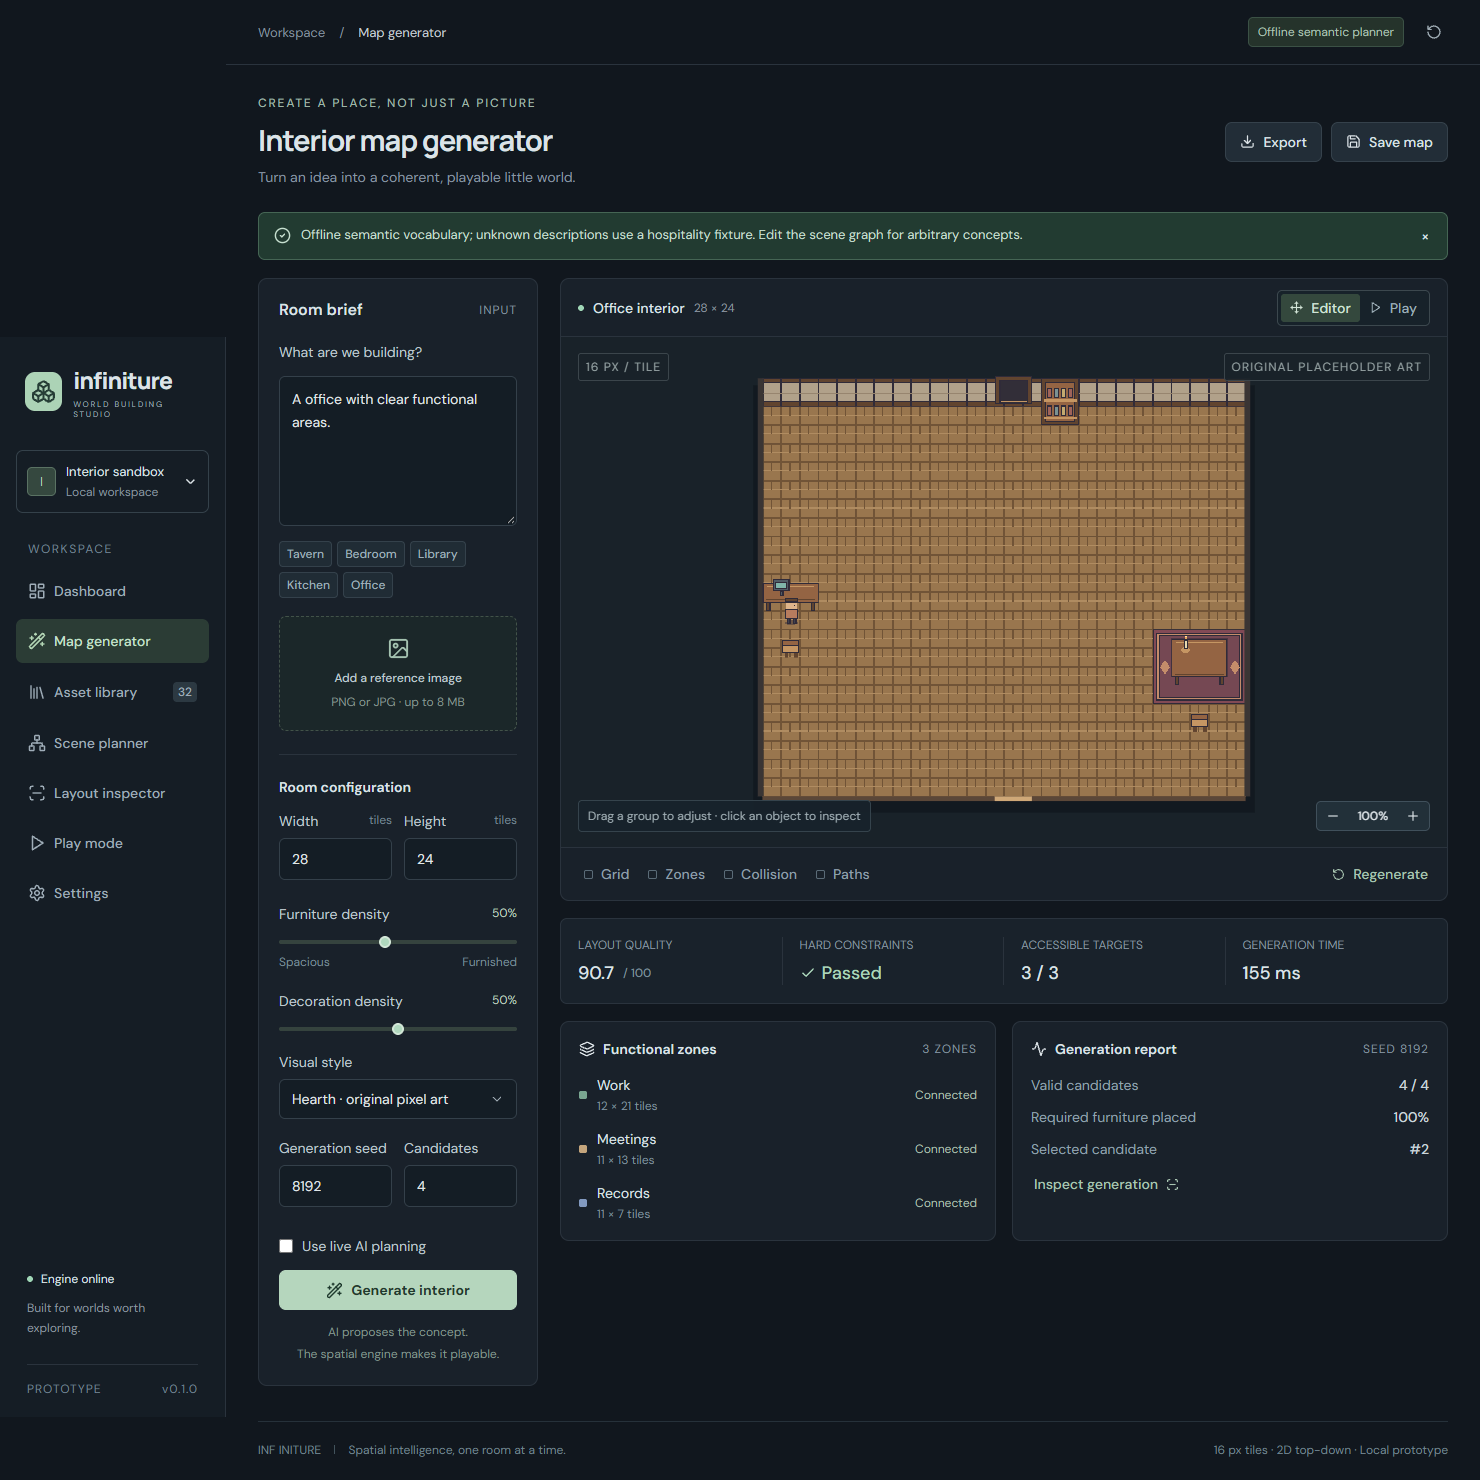 Workspace / Map generator
Offline semantic planner
CREATE A PLACE, NOT JUST A PICTURE
Interior map generator
Turn an idea into a coherent, playable little world.
Export
Save map
Offline semantic vocabulary; unknown descriptions use a hospitality fixture. Edit the scene graph for arbitrary concepts.
×
infiniture
WORLD BUILDING
STUDIO
I
Interior sandbox
Local workspace
WORKSPACE
Dashboard
Map generator
Asset library 32
Scene planner
Layout inspector
Play mode
Settings
Engine online
Built for worlds worth
exploring.
PROTOTYPE v0.1.0
Room brief INPUT
What are we building?
A office with clear functional
areas.
Tavern Bedroom Library
Kitchen Office
Add a reference image
PNG or JPG · up to 8 MB
Room configuration
Width tiles Height tiles
28 24
Furniture density 50%
Spacious Furnished
Decoration density 50%
Visual style
Hearth · original pixel art
Generation seed Candidates
8192 4
Use live AI planning
Generate interior
AI proposes the concept.
The spatial engine makes it playable.
Office interior 28 × 24
Editor Play
16 PX / TILE
ORIGINAL PLACEHOLDER ART
Drag a group to adjust · click an object to inspect
− 100% +
Grid Zones Collision Paths
Regenerate
LAYOUT QUALITY
90.7 / 100
HARD CONSTRAINTS
Passed
ACCESSIBLE TARGETS
3 / 3
GENERATION TIME
155 ms
Functional zones 3 ZONES
Work
12 × 21 tiles
Connected
Meetings
11 × 13 tiles
Connected
Records
11 × 7 tiles
Connected
Generation report SEED 8192
Valid candidates 4 / 4
Required furniture placed 100%
Selected candidate #2
Inspect generation
INF INITURE | Spatial intelligence, one room at a time.
16 px tiles · 2D top-down · Local prototype